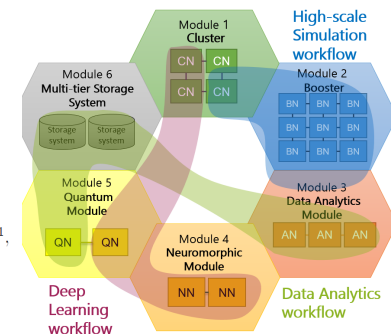 Module 1
Cluster
High-scale
Simulation
workflow
CN CN
CN CN
Module 6
Multi-tier Storage
System
Storage
system
Storage
system
Module 2
Booster
BN BN BN
BN BN BN
BN BN BN
Module 5
Quantum
Module
QN QN
1,
Module 3
Data Analytics
Module
AN AN AN
Module 4
Neuromorphic
Module
NN NN
Deep
Learning
workflow
Data Analytics
workflow